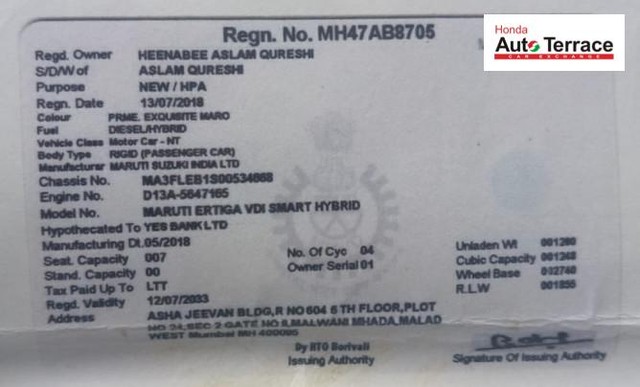 Regn. No. MH47AB8705
Honda
Auto Terrace
CAR EXCHANGE
Regd. Owner HEENABEE ASLAM QURESHI
S/D/W of ASLAM QURESHI
Purpose NEW / HPA
Regn. Date 13/07/2018
Colour PRME. EXQUISITE MARO
Fuel DIESEL/HYBRID
Vehicle Class Motor Car - NT
Body Type RIGID (PASSENGER CAR)
Manufacturer MARUTI SUZUKI INDIA LTD
Chassis No. MA3FLEB1S00534668
Engine No. D13A-5647165
Model No. MARUTI ERTIGA VDI SMART HYBRID
Hypothecated To YES BANK LTD
Manufacturing Dt. 05/2018
Seat. Capacity 007 No. Of Cyc 04 Unladen Wt
Stand. Capacity 00 Owner Serial 01 Cubic Capacity 001248
Tax Paid Up To LTT Wheel Base 002740
Regd. Validity 12/07/2033 R.L.W
Address ASHA JEEVAN BLDG,R NO 604 6 TH FLOOR,PLOT
NO 24,SEC 2 GATE NO 8,MALWANI MHADA,MALAD
WEST Mumbai MH 400095
By RTO Borivali
Issuing Authority
Signature Of Issuing Authority